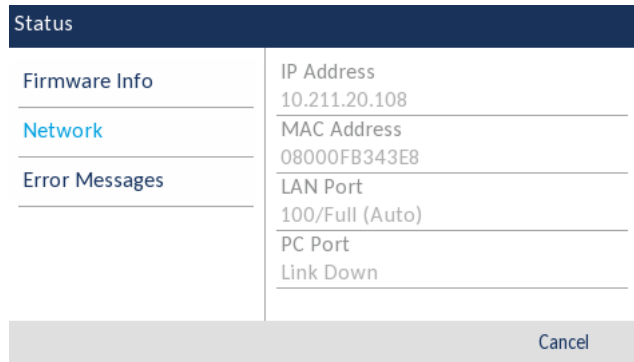 Status
Firmware Info
Network
Error Messages
IP Address
10.211.20.108
MAC Address
08000FB343E8
LAN Port
100/Full (Auto)
PC Port
Link Down
Cancel